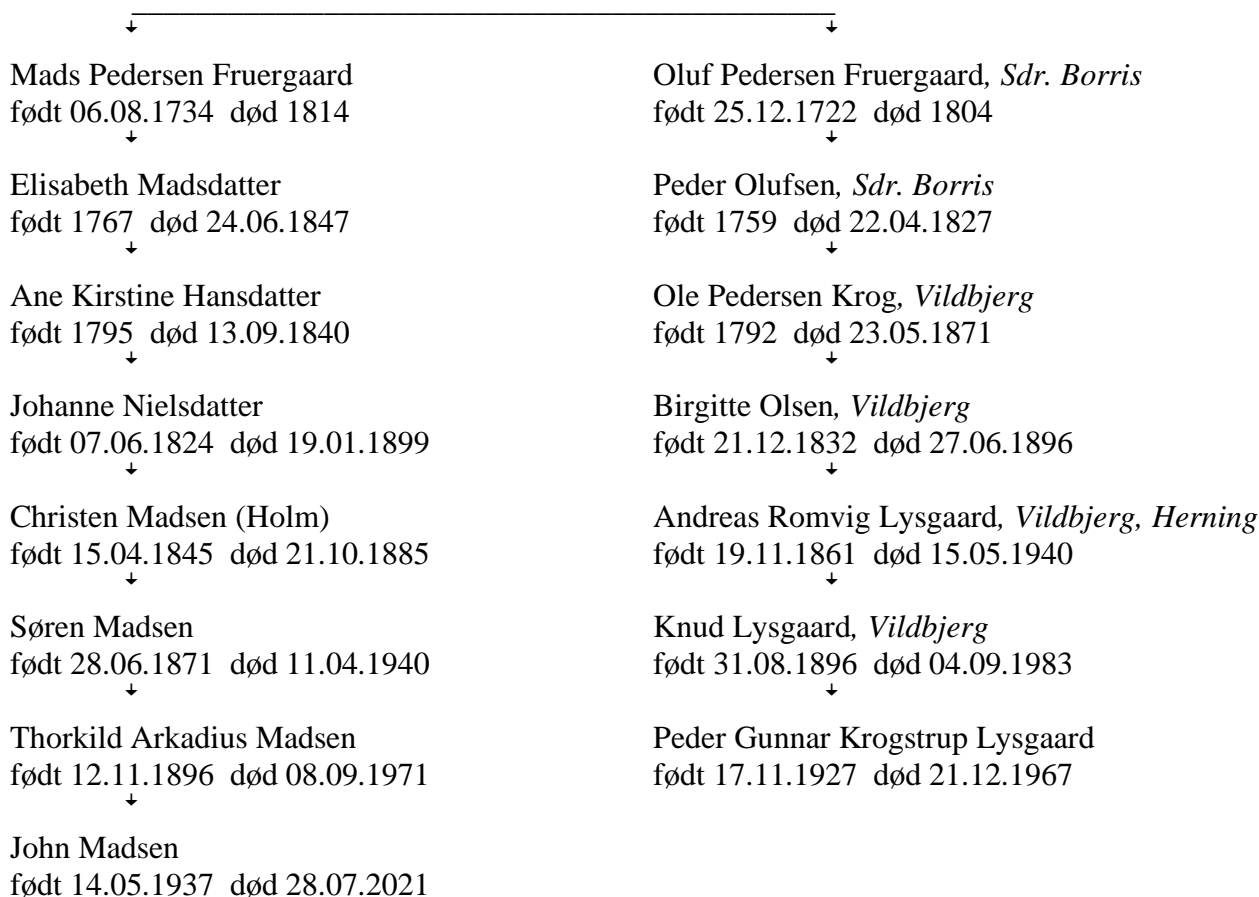 Mads Pedersen Fruergaard
født 06.08.1734 død 1814
Elisabeth Madsdatter
født 1767 død 24.06.1847
Ane Kirstine Hansdatter
født 1795 død 13.09.1840
Johanne Nielsdatter
født 07.06.1824 død 19.01.1899
Christen Madsen (Holm)
født 15.04.1845 død 21.10.1885
Søren Madsen
født 28.06.1871 død 11.04.1940
Thorkild Arkadius Madsen
født 12.11.1896 død 08.09.1971
John Madsen
født 14.05.1937 død 28.07.2021
Oluf Pedersen Fruergaard, Sdr. Borris
født 25.12.1722 død 1804
Peder Olufsen, Sdr. Borris
født 1759 død 22.04.1827
Ole Pedersen Krog, Vildbjerg
født 1792 død 23.05.1871
Birgitte Olsen, Vildbjerg
født 21.12.1832 død 27.06.1896
Andreas Romvig Lysgaard, Vildbjerg, Herning
født 19.11.1861 død 15.05.1940
Knud Lysgaard, Vildbjerg
født 31.08.1896 død 04.09.1983
Peder Gunnar Krogstrup Lysgaard
født 17.11.1927 død 21.12.1967